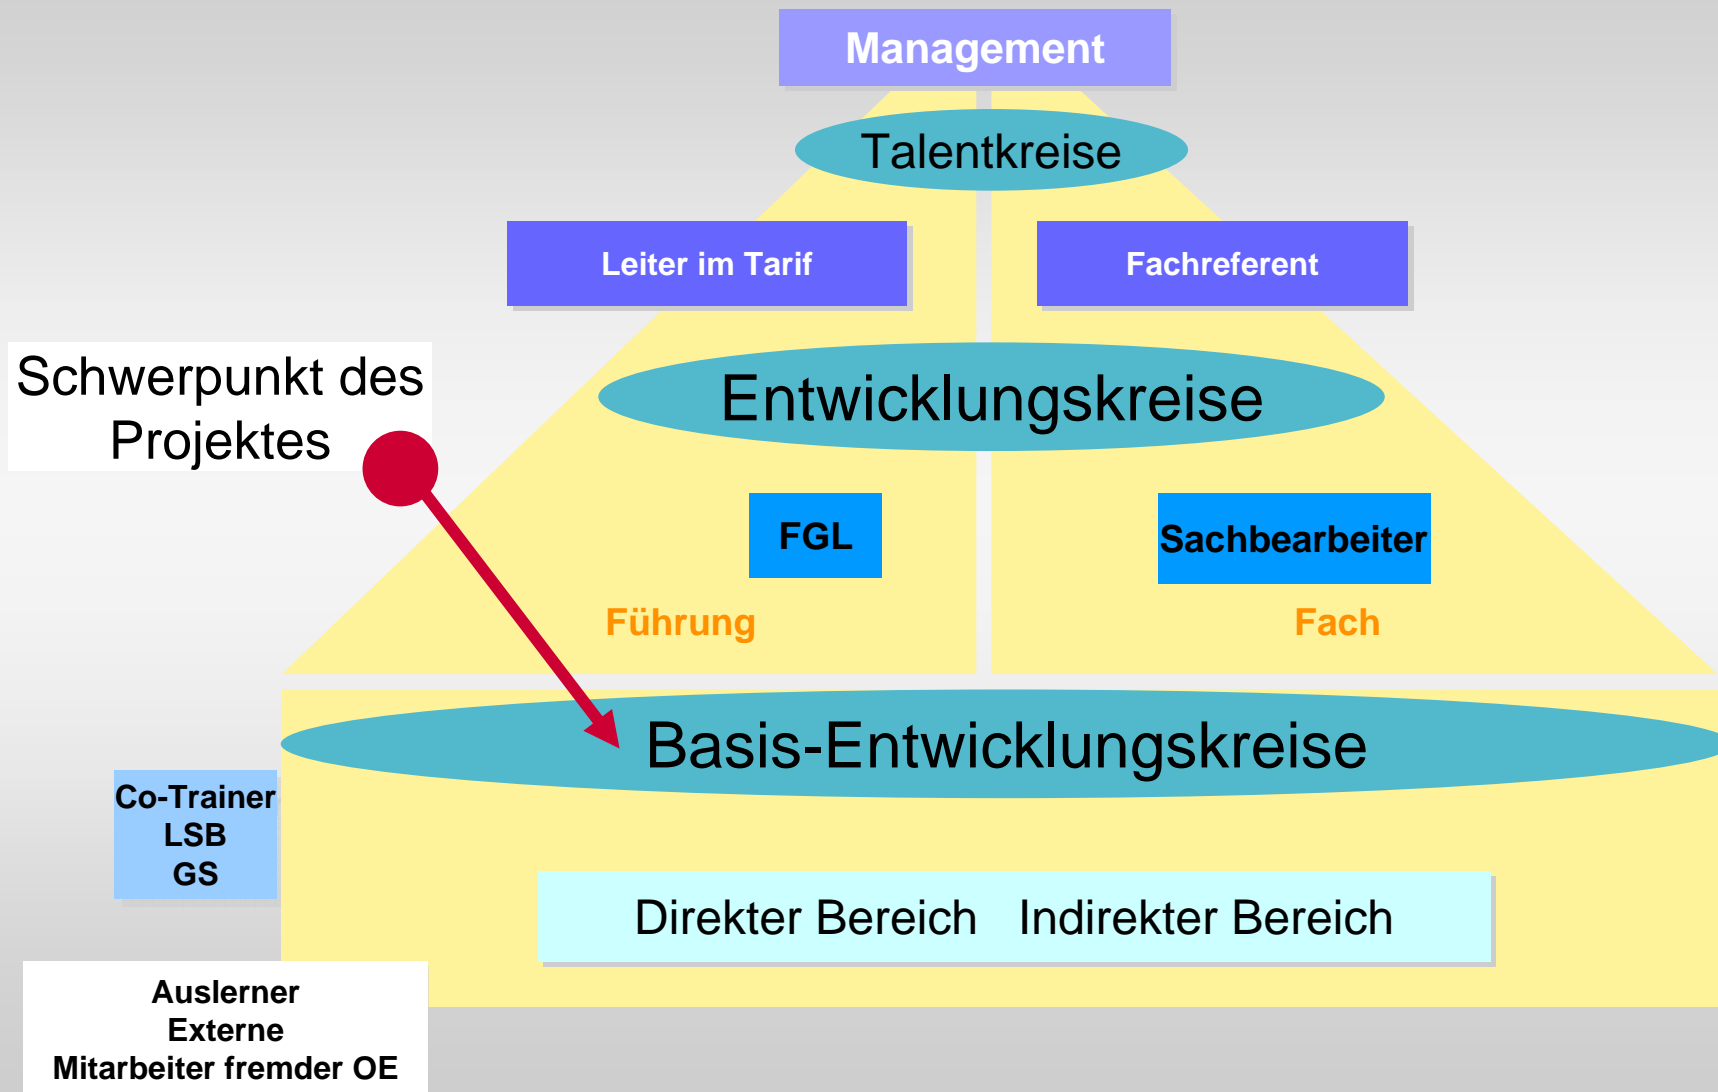 Management
Talentkreise
Leiter im Tarif
Fachreferent
Schwerpunkt des
Projektes
Entwicklungskreise
FGL
Sachbearbeiter
Führung
Fach
Basis-Entwicklungskreise
Co-Trainer
LSB
GS
Direkter Bereich Indirekter Bereich
Auslerner
Externe
Mitarbeiter fremder OE